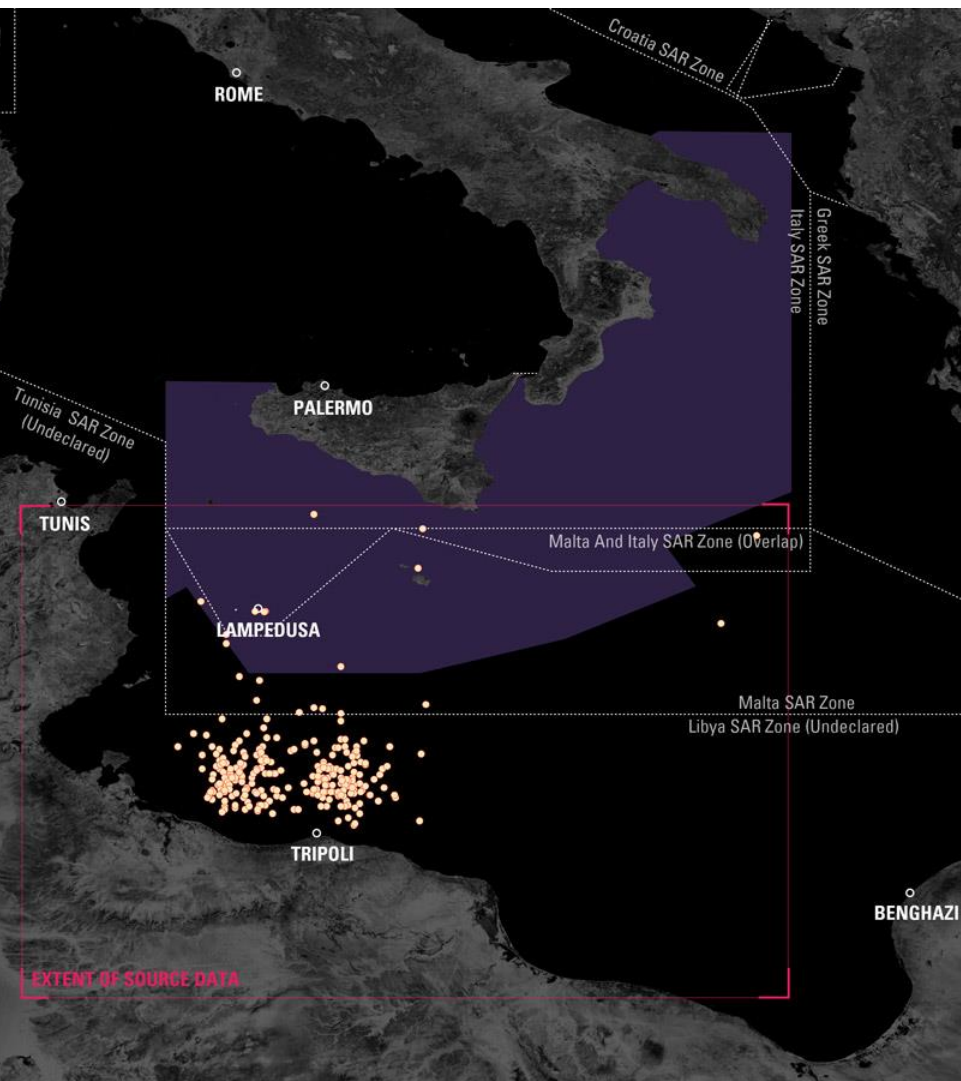 Croatia SAR Zone
ROME
Italy SAR Zone
Greek SAR Zone
Tunisia SAR Zone
(Undeclared)
PALERMO
TUNIS
Malta And Italy SAR Zone (Overlap)
LAMPEDUSA
Malta SAR Zone
Libya SAR Zone (Undeclared)
TRIPOLI
BENGHAZI
EXTENT OF SOURCE DATA